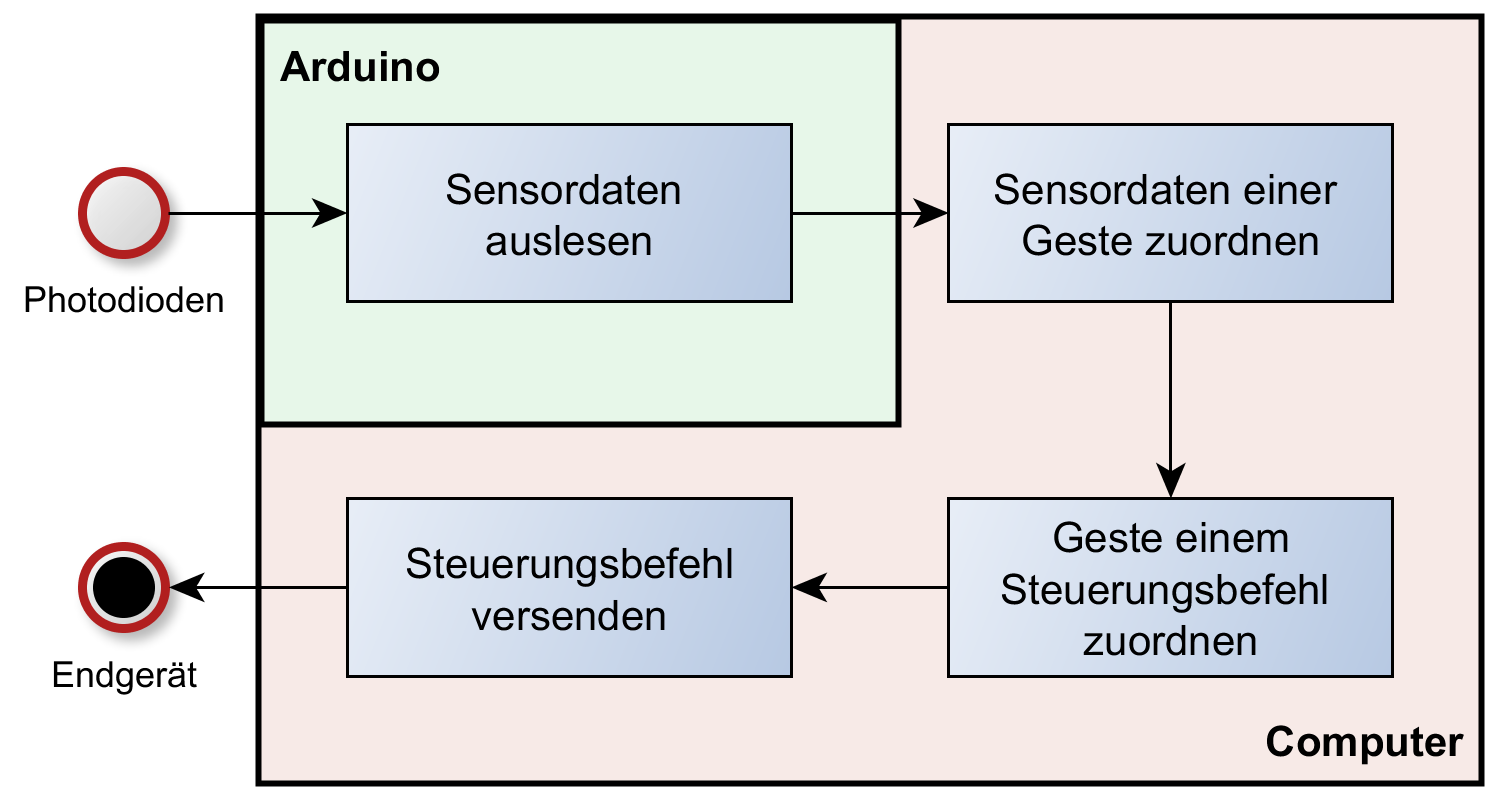 Arduino
Sensordaten
auslesen
Sensordaten einer
Geste zuordnen
Photodioden
Geste einem
Steuerungsbefehl
zuordnen
Steuerungsbefehl
versenden
Endgerät
Computer